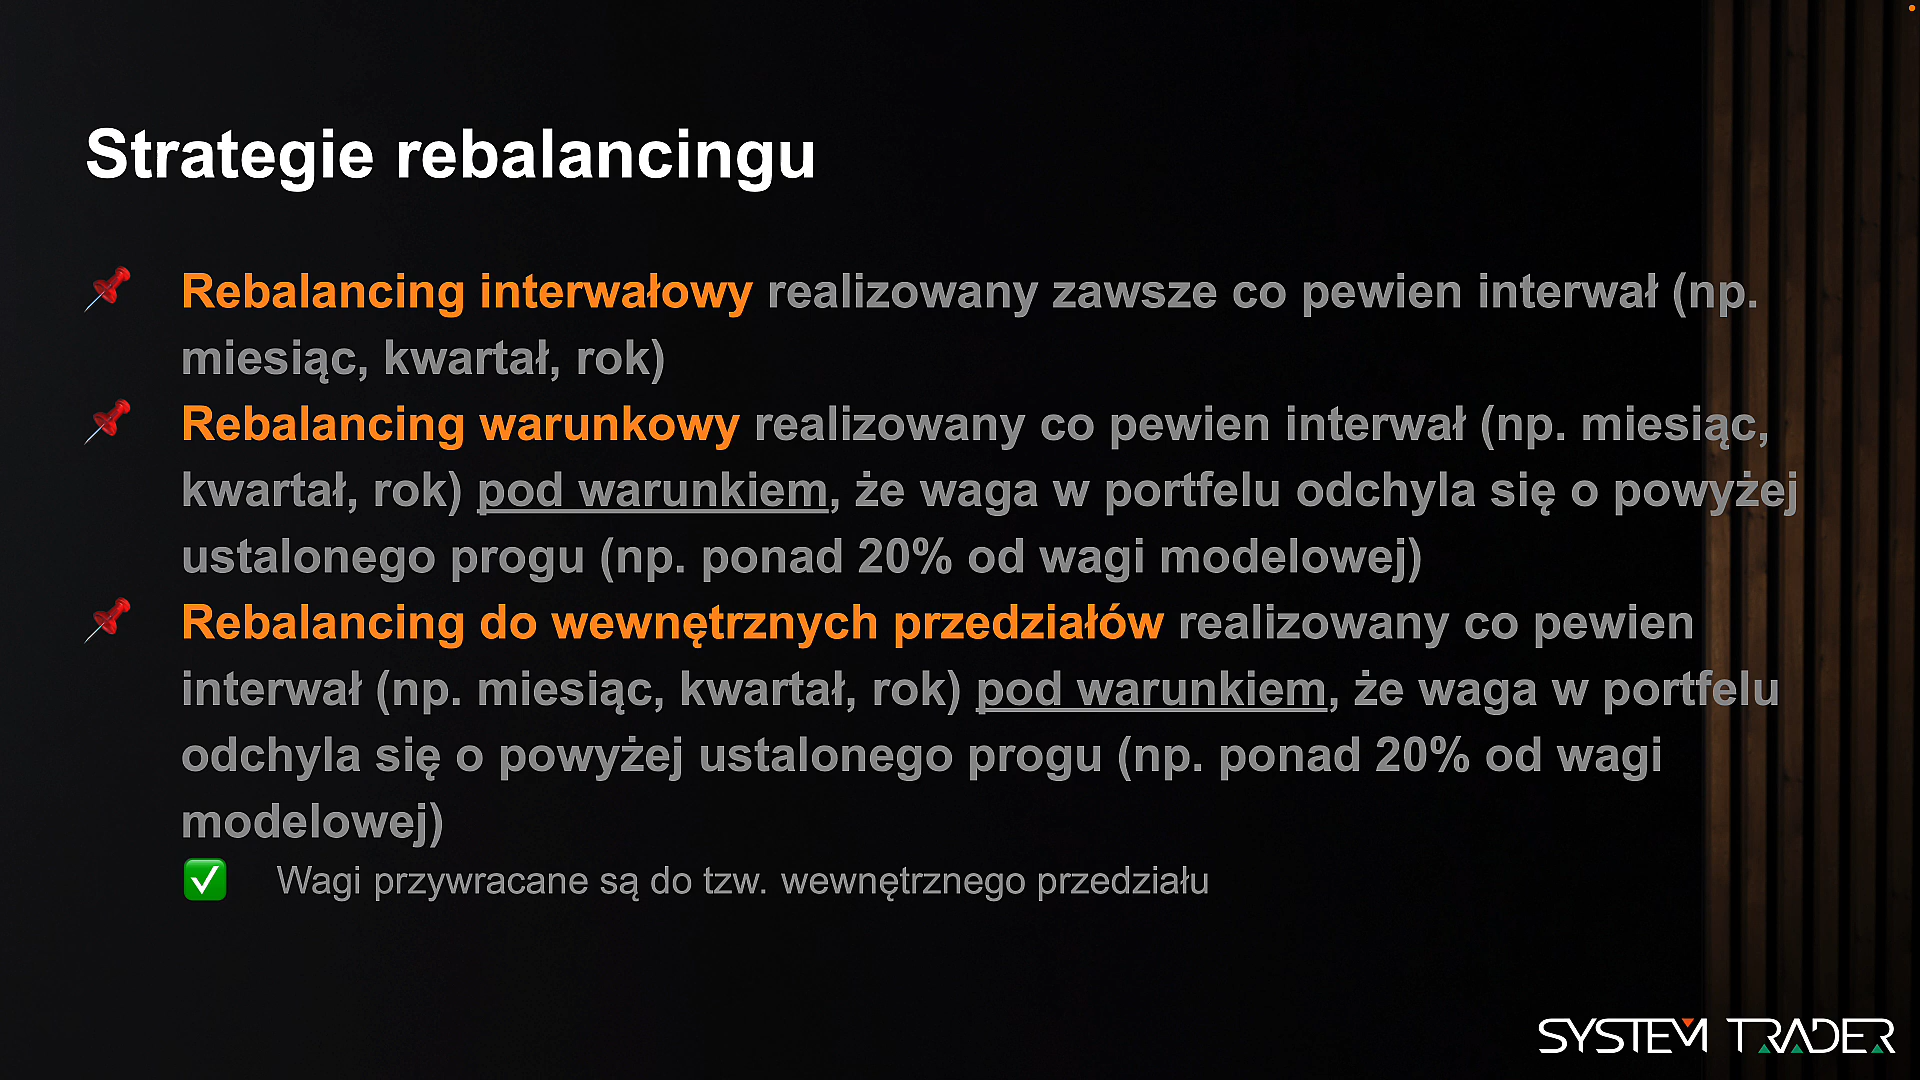 Strategie rebalancingu
Rebalancing interwałowy realizowany zawsze co pewien interwał (np.
miesiąc, kwartał, rok)
Rebalancing warunkowy realizowany co pewien interwał (np. miesiąc,
kwartał, rok) pod warunkiem, że waga w portfelu odchyla się o powyżej
ustalonego progu (np. ponad 20% od wagi modelowej)
Rebalancing do wewnętrznych przedziałów realizowany co pewien
interwał (np. miesiąc, kwartał, rok) pod warunkiem, że waga w portfelu
odchyla się o powyżej ustalonego progu (np. ponad 20% od wagi
modelowej)
Wagi przywracane są do tzw. wewnętrznego przedziału
SYSTEM TRADER